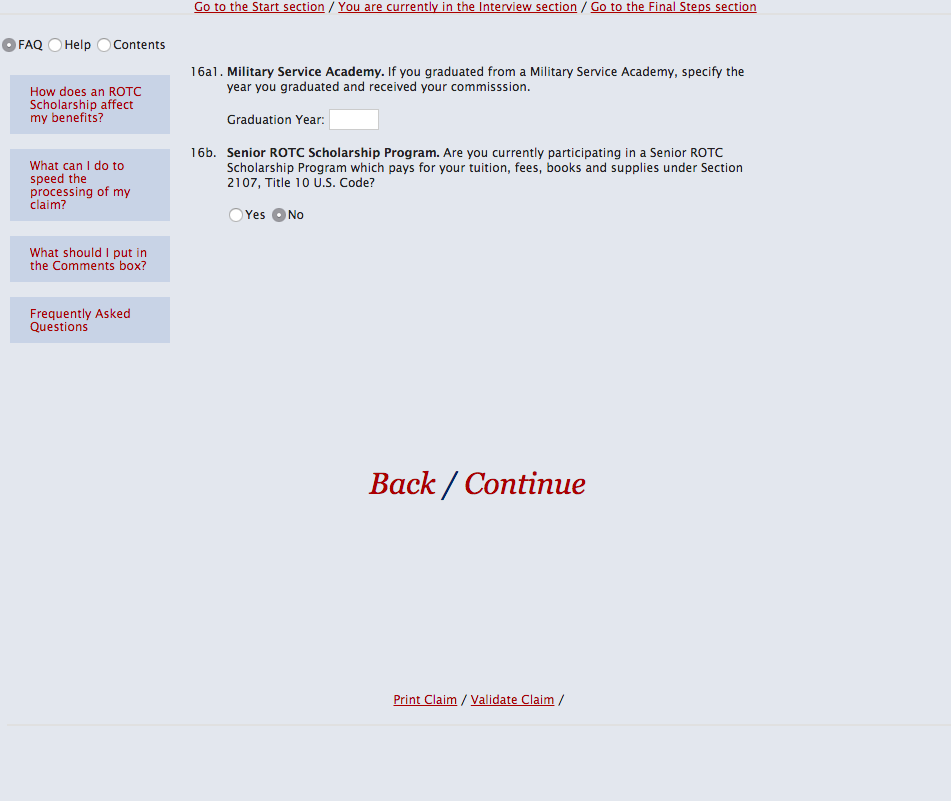 Go to the Start section / You are currently in the Interview section / Go to the Final Steps section
FAQ Help Contents
How does an ROTC
Scholarship affect
my benefits?
What can I do to
speed the
processing of my
claim?
What should I put in
the Comments box?
Frequently Asked
Questions
16a1. Military Service Academy. If you graduated from a Military Service Academy, specify the
year you graduated and received your commisssion.
Graduation Year:
16b. Senior ROTC Scholarship Program. Are you currently participating in a Senior ROTC
Scholarship Program which pays for your tuition, fees, books and supplies under Section
2107, Title 10 U.S. Code?
Yes No
Back / Continue
Print Claim / Validate Claim /